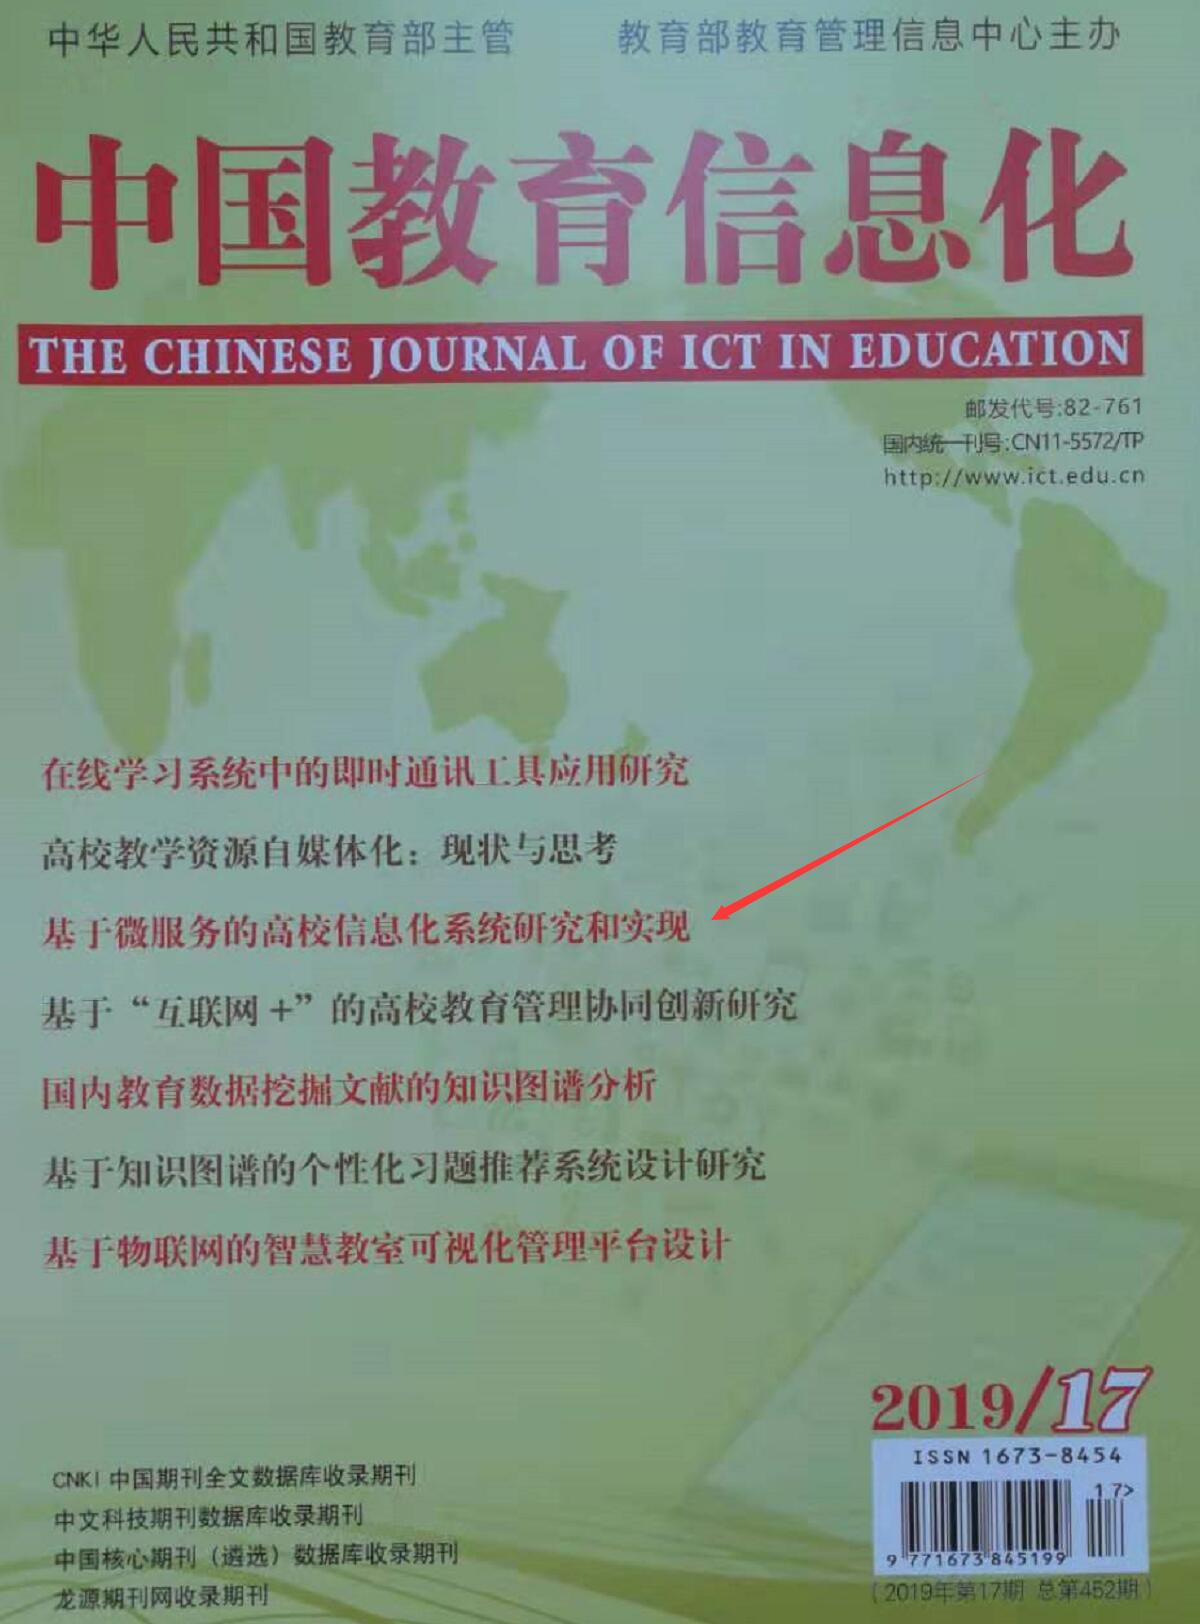 中华人民共和国教育部主管 教育部教育管理信息中心主办
中国教育信息化
THE CHINESE JOURNAL OF ICT IN EDUCATION
邮发代号:82-761
国内统一刊号:CN11-5572/TP
http://www.ict.edu.cn
在线学习系统中的即时通讯工具应用研究
高校教学资源自媒体化：现状与思考
基于微服务的高校信息化系统研究和实现
基于“互联网+”的高校教育管理协同创新研究
国内教育数据挖掘文献的知识图谱分析
基于知识图谱的个性化习题推荐系统设计研究
基于物联网的智慧教室可视化管理平台设计
2019/17
ISSN 1673-8454
17>
9 771673 845199
(2019年第17期 总第452期)
CNKI 中国期刊全文数据库收录期刊
中文科技期刊数据库收录期刊
中国核心期刊（遴选）数据库收录期刊
龙源期刊网收录期刊